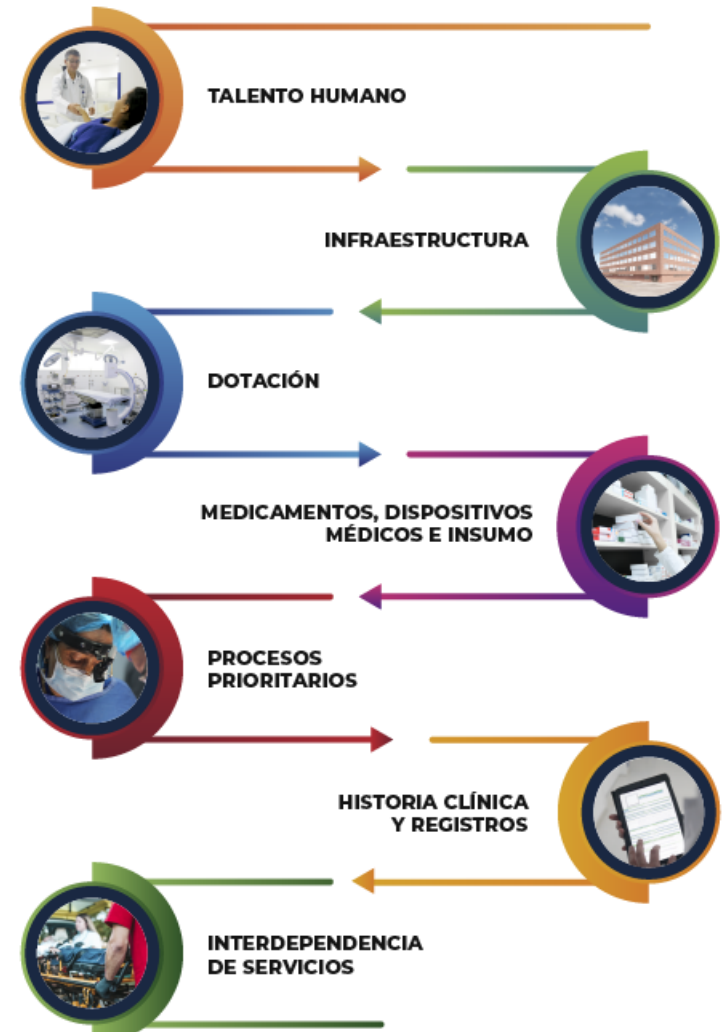 TALENTO HUMANO
INFRAESTRUCTURA
DOTACIÓN
MEDICAMENTOS, DISPOSITIVOS
MÉDICOS E INSUMO
PROCESOS
PRIORITARIOS
HISTORIA CLÍNICA
Y REGISTROS
INTERDEPENDENCIA
DE SERVICIOS